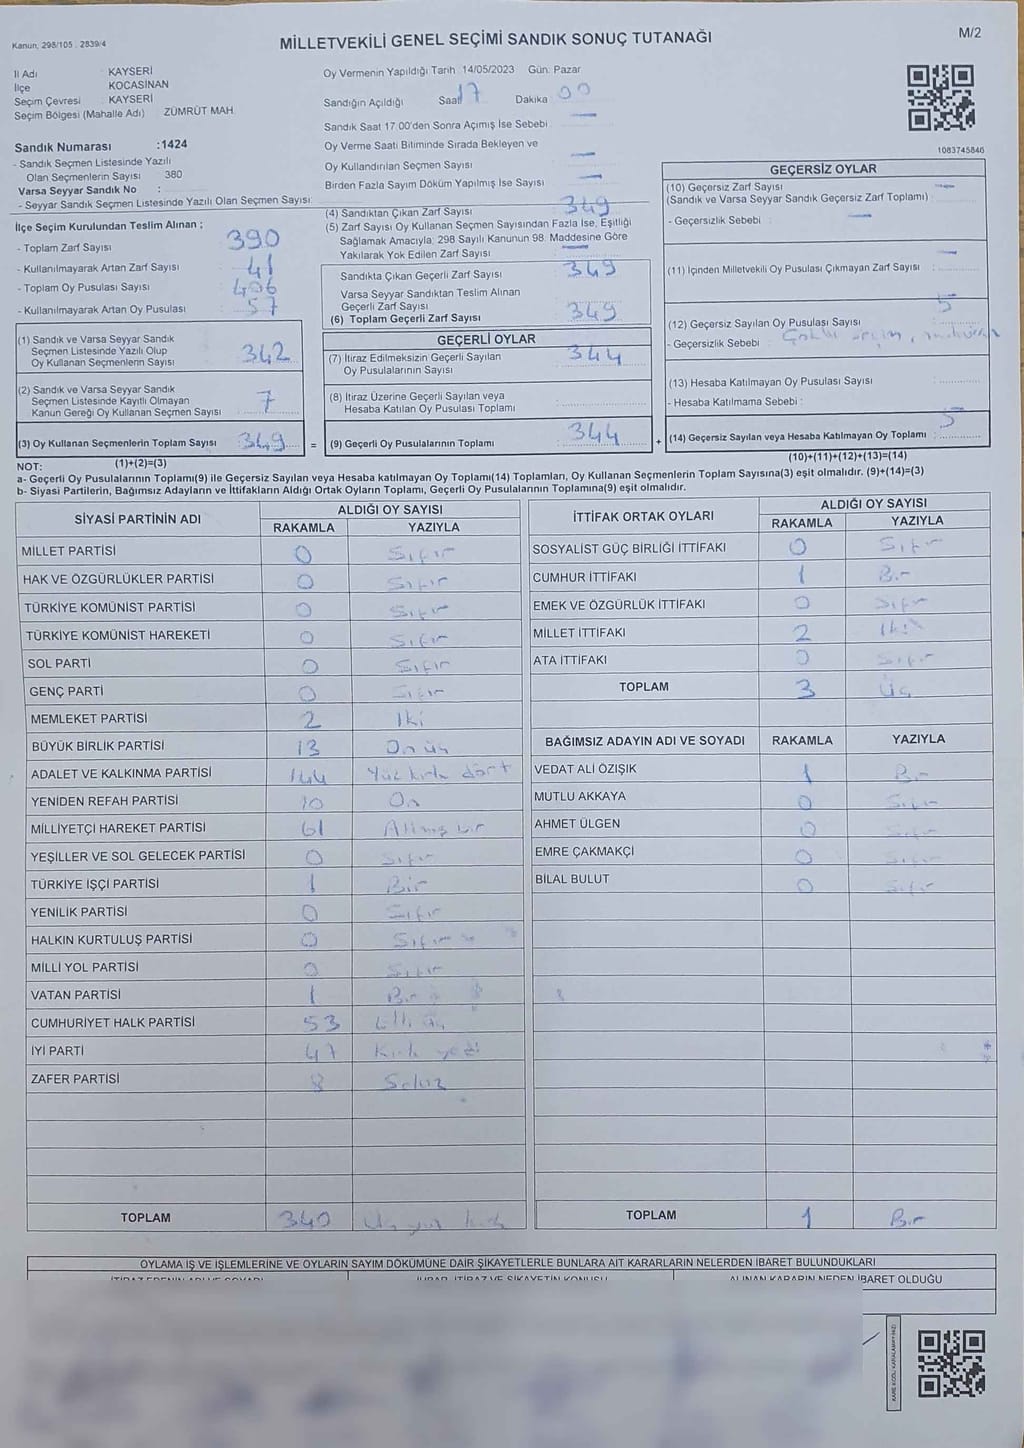 Kanun, 298/105 2839/4
MİLLETVEKİLİ GENEL SEÇİMİ SANDIK SONUÇ TUTANAĞI
M/2
İl Adı : KAYSERİ
İlçe KOCASİNAN
Seçim Çevresi : KAYSERİ
Seçim Bölgesi (Mahalle Adı) : ZÜMRÜT MAH.
Sandık Numarası :1424
- Sandık Seçmen Listesinde Yazılı
Olan Seçmenlerin Sayısı : 380
Varsa Seyyar Sandık No :
- Seyyar Sandık Seçmen Listesinde Yazılı Olan Seçmen Sayısı:
İlçe Seçim Kurulundan Teslim Alınan ;
- Toplam Zarf Sayısı 390
- Kullanılmayarak Artan Zarf Sayısı 41
- Toplam Oy Pusulası Sayısı 406
- Kullanılmayarak Artan Oy Pusulası 57
(1) Sandık ve Varsa Seyyar Sandık
Seçmen Listesinde Yazılı Olup
Oy Kullanan Seçmenlerin Sayısı 342
(2) Sandık ve Varsa Seyyar Sandık
Seçmen Listesinde Kayıtlı Olmayan
Kanun Gereği Oy Kullanan Seçmen Sayısı 7
(3) Oy Kullanan Seçmenlerin Toplam Sayısı 349 =
(1)+(2)=(3)
Oy Vermenin Yapıldığı Tarih :14/05/2023 Gün: Pazar
Sandığın Açıldığı Saat 17 Dakika 00
Sandık Saat 17:00'den Sonra Açımış İse Sebebi
Oy Verme Saati Bitiminde Sırada Bekleyen ve
Oy Kullandırılan Seçmen Sayısı
Birden Fazla Sayım Döküm Yapılmış İse Sayısı
(4) Sandıktan Çıkan Zarf Sayısı 349
(5) Zarf Sayısı Oy Kullanan Seçmen Sayısından Fazla İse, Eşitliği
Sağlamak Amacıyla; 298 Sayılı Kanunun 98. Maddesine Göre
Yakılarak Yok Edilen Zarf Sayısı
Sandıkta Çıkan Geçerli Zarf Sayısı 349
Varsa Seyyar Sandıktan Teslim Alınan
Geçerli Zarf Sayısı
(6) Toplam Geçerli Zarf Sayısı 349
GEÇERLİ OYLAR
(7) İtiraz Edilmeksizin Geçerli Sayılan
Oy Pusulalarının Sayısı 344
(8) İtiraz Üzerine Geçerli Sayılan veya
Hesaba Katılan Oy Pusulası Toplamı
(9) Geçerli Oy Pusulalarının Toplamı 344 +
1083745846
GEÇERSİZ OYLAR
(10) Geçersiz Zarf Sayısı
(Sandık ve Varsa Seyyar Sandık Geçersiz Zarf Toplamı)
- Geçersizlik Sebebi :
(11) İçinden Milletvekili Oy Pusulası Çıkmayan Zarf Sayısı :
(12) Geçersiz Sayılan Oy Pusulası Sayısı : 5
- Geçersizlik Sebebi :
(13) Hesaba Katılmayan Oy Pusulası Sayısı
- Hesaba Katılmama Sebebi :
(14) Geçersiz Sayılan veya Hesaba Katılmayan Oy Toplamı : 5
(10)+(11)+(12)+(13)=(14)
NOT:
a- Geçerli Oy Pusulalarının Toplamı(9) ile Geçersiz Sayılan veya Hesaba katılmayan Oy Toplamı(14) Toplamları, Oy Kullanan Seçmenlerin Toplam Sayısına(3) eşit olmalıdır. (9)+(14)=(3)
b- Siyasi Partilerin, Bağımsız Adayların ve İttifakların Aldığı Ortak Oyların Toplamı, Geçerli Oy Pusulalarının Toplamına(9) eşit olmalıdır.
SİYASİ PARTİNİN ADI ALDIĞI OY SAYISI
RAKAMLA YAZIYLA
MİLLET PARTİSİ 0 Sıfır
HAK VE ÖZGÜRLÜKLER PARTİSİ 0 Sıfır
TÜRKİYE KOMÜNİST PARTİSİ 0 Sıfır
TÜRKİYE KOMÜNİST HAREKETİ 0 Sıfır
SOL PARTİ 0 Sıfır
GENÇ PARTİ 0 Sıfır
MEMLEKET PARTİSİ 2 İki
BÜYÜK BİRLİK PARTİSİ 13 On üç
ADALET VE KALKINMA PARTİSİ 144 Yüz kırk dört
YENİDEN REFAH PARTİSİ 10 On
MİLLİYETÇİ HAREKET PARTİSİ 61 Altmış bir
YEŞİLLER VE SOL GELECEK PARTİSİ 0 Sıfır
TÜRKİYE İŞÇİ PARTİSİ 1 Bir
YENİLİK PARTİSİ 0 Sıfır
HALKIN KURTULUŞ PARTİSİ 0 Sıfır
MİLLİ YOL PARTİSİ 0 Sıfır
VATAN PARTİSİ 1 Bir
CUMHURİYET HALK PARTİSİ 53 Elli üç
İYİ PARTİ 47 Kırk yedi
ZAFER PARTİSİ 8 Sekiz
TOPLAM 340 Üç yüz kırk
İTTİFAK ORTAK OYLARI ALDIĞI OY SAYISI
RAKAMLA YAZIYLA
SOSYALİST GÜÇ BİRLİĞİ İTTİFAKI 0 Sıfır
CUMHUR İTTİFAKI 1 Bir
EMEK VE ÖZGÜRLÜK İTTİFAKI 0 Sıfır
MİLLET İTTİFAKI 2 İki
ATA İTTİFAKI 0 Sıfır
TOPLAM 3 Üç
BAĞIMSIZ ADAYIN ADI VE SOYADI RAKAMLA YAZIYLA
VEDAT ALİ ÖZIŞIK 1 Bir
MUTLU AKKAYA 0 Sıfır
AHMET ÜLGEN 0 Sıfır
EMRE ÇAKMAKÇİ 0 Sıfır
BİLAL BULUT 0 Sıfır
TOPLAM 1 Bir
OYLAMA İŞ VE İŞLEMLERİNE VE OYLARIN SAYIM DÖKÜMÜNE DAİR ŞİKAYETLERLE BUNLARA AİT KARARLARIN NELERDEN İBARET BULUNDUKLARI
ALINAN KARARIN NEDEN İBARET OLDUĞU